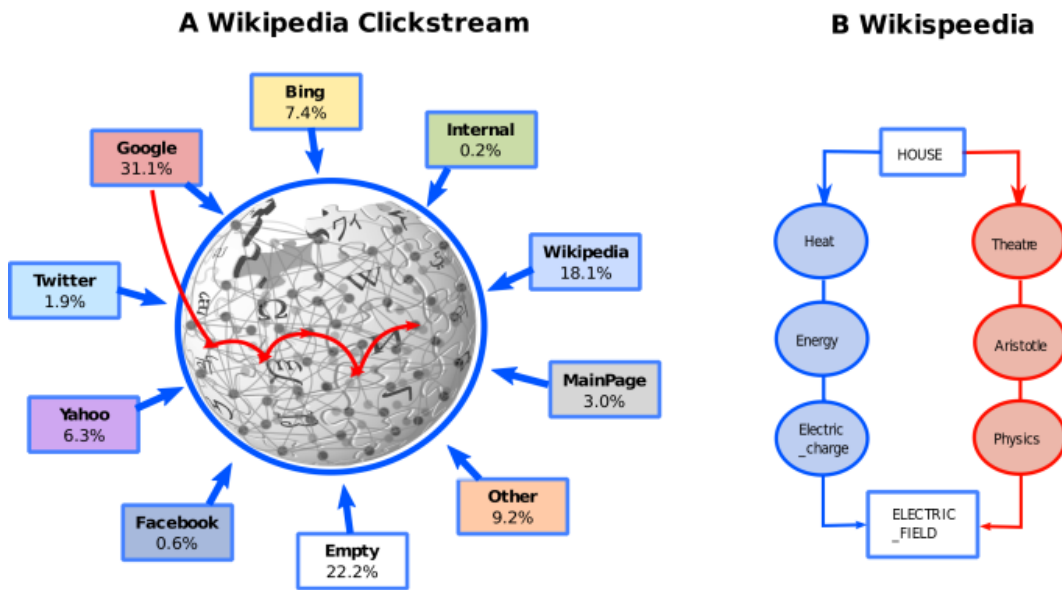 A Wikipedia Clickstream
B Wikispeedia
Bing
7.4%
Internal
0.2%
Google
31.1%
Wikipedia
18.1%
Twitter
1.9%
MainPage
3.0%
Yahoo
6.3%
Other
9.2%
Facebook
0.6%
Empty
22.2%
Ω
W
HOUSE
Heat
Theatre
Energy
Aristotle
Electric
_charge
Physics
ELECTRIC
_FIELD